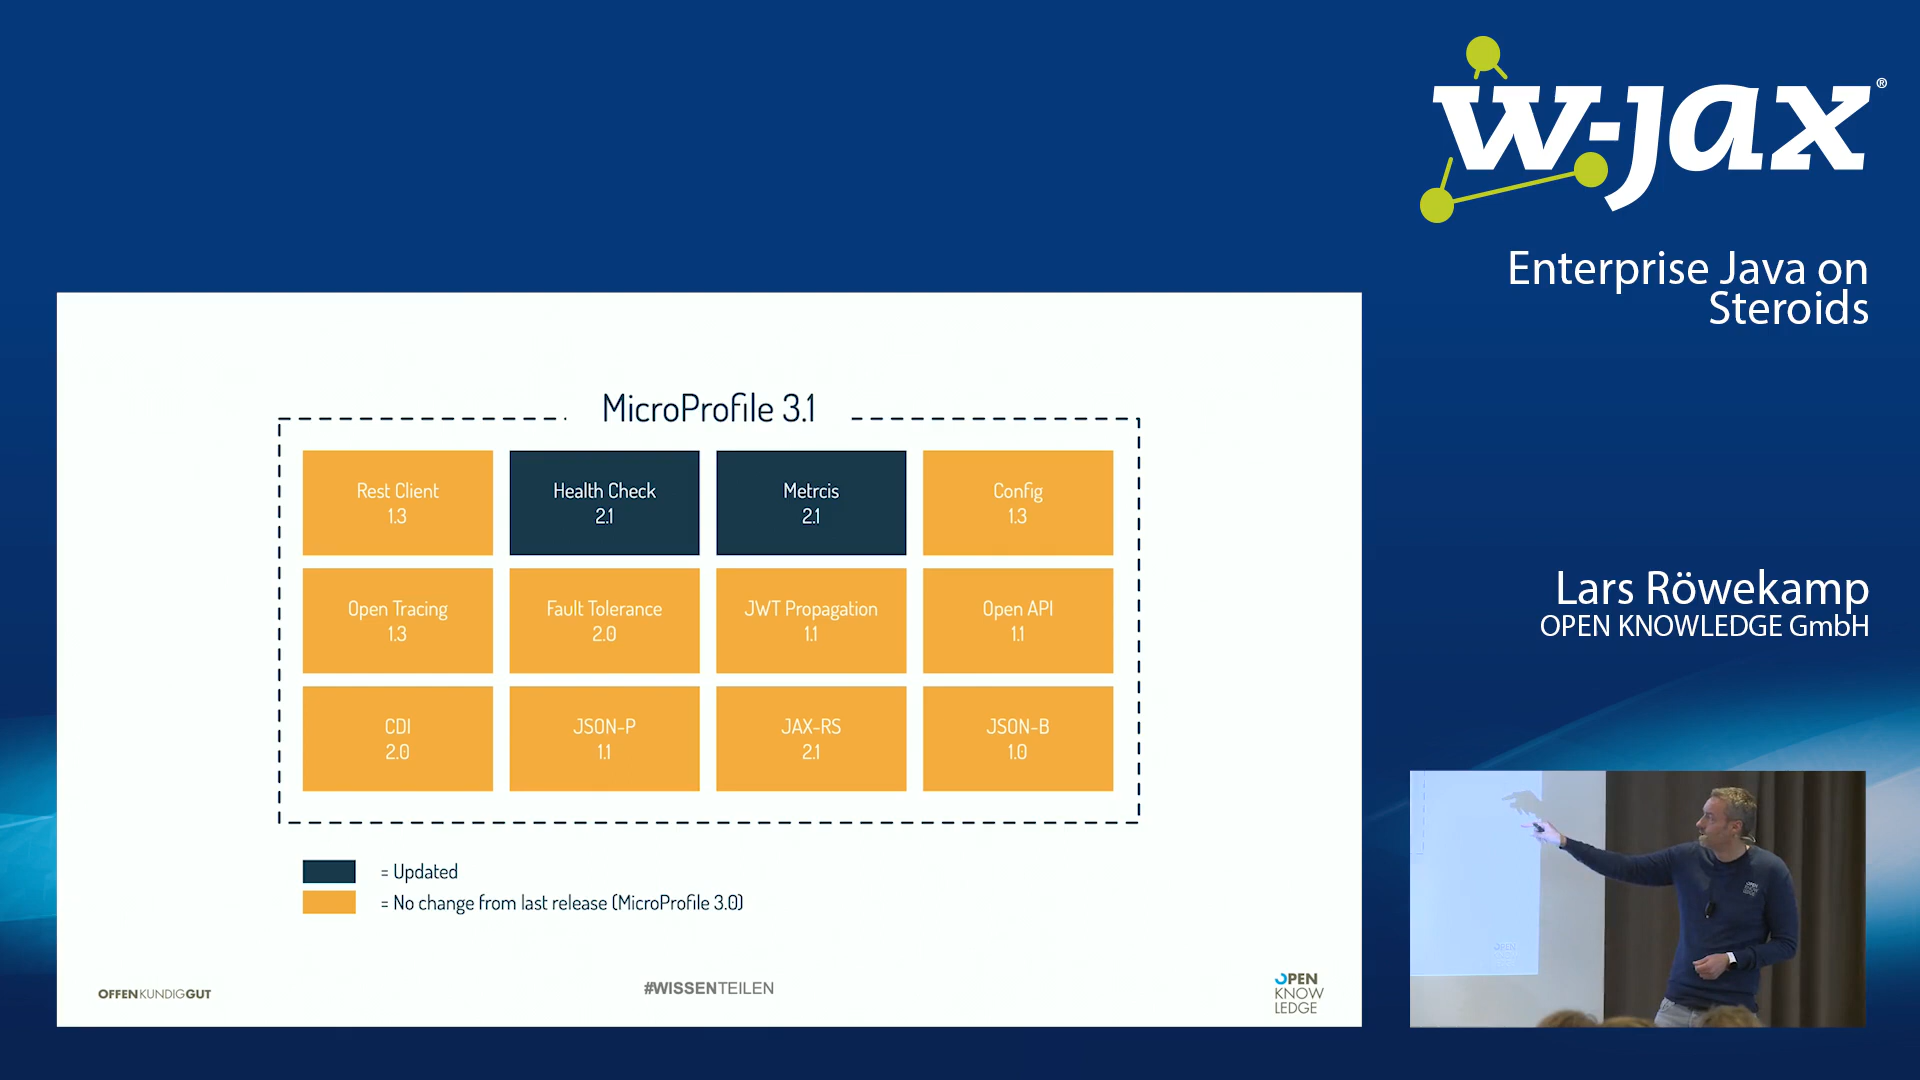 w-jax®
Enterprise Java on
Steroids
MicroProfile 3.1
Rest Client
1.3
Health Check
2.1
Metrcis
2.1
Config
1.3
Open Tracing
1.3
Fault Tolerance
2.0
JWT Propagation
1.1
Open API
1.1
CDI
2.0
JSON-P
1.1
JAX-RS
2.1
JSON-B
1.0
= Updated
= No change from last release (MicroProfile 3.0)
OFFENKUNDIGGUT
#WISSENTEILEN
OPEN
KNOW
LEDGE
Lars Röwekamp
OPEN KNOWLEDGE GmbH
OPEN
KNOW
LEDGE